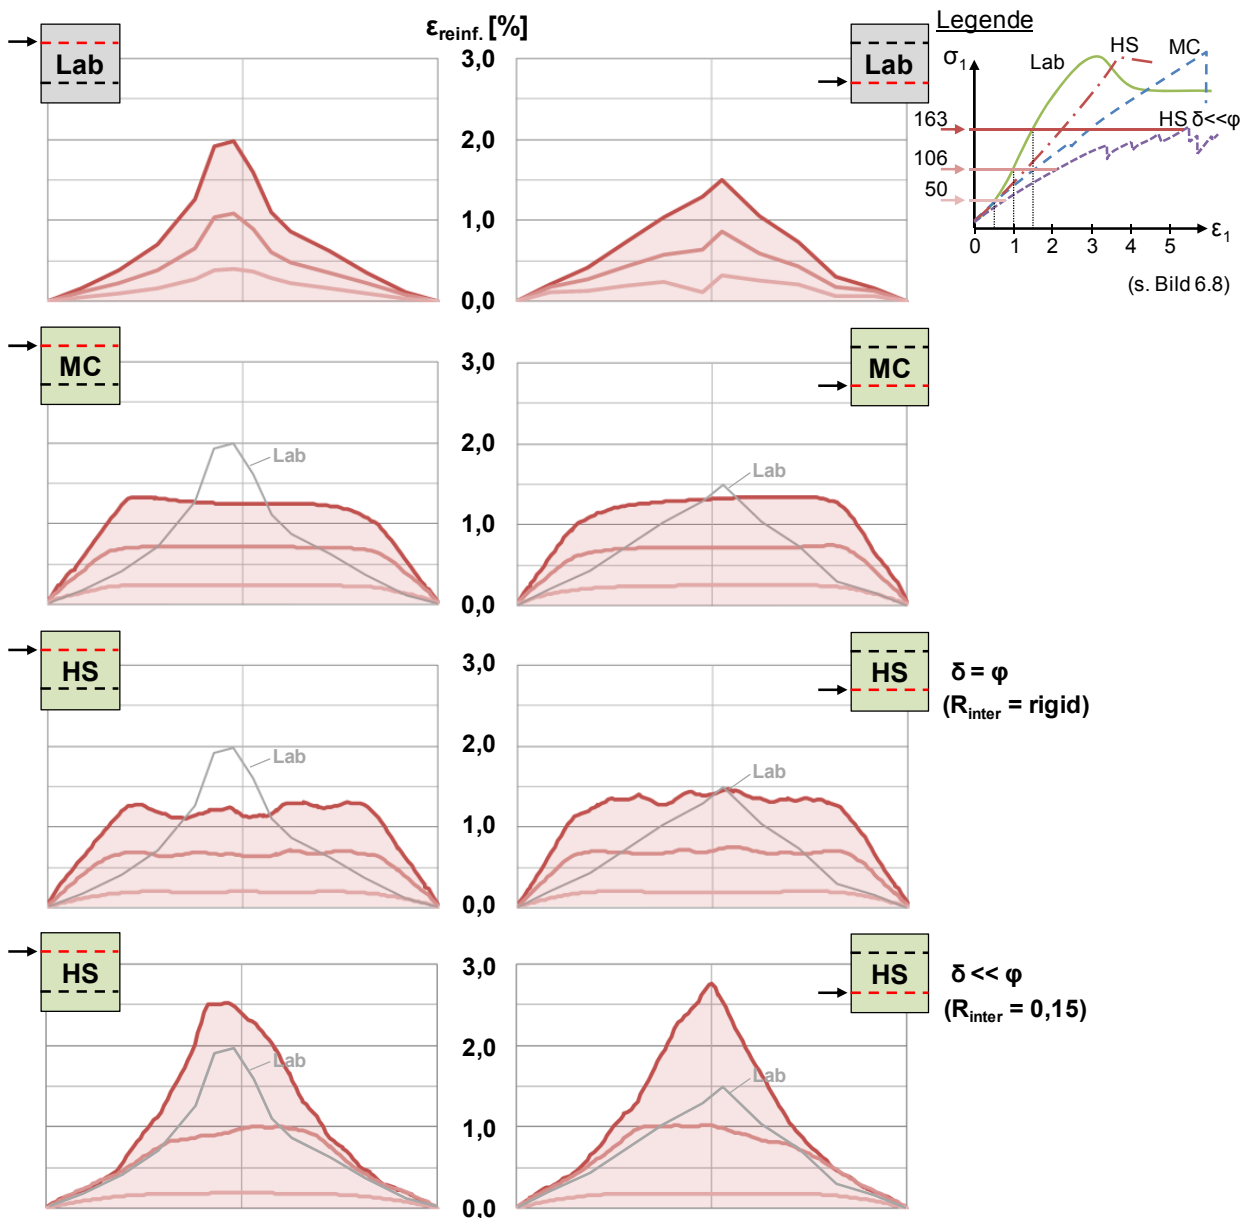 ε_reinf. [%]
Legende
Lab
3,0
2,0
1,0
0,0
Lab
σ₁
Lab
HS
MC
163
HS δ<<φ
106
50
0 1 2 3 4 5
ε₁
(s. Bild 6.8)
MC
3,0
2,0
1,0
0,0
Lab
Lab
MC
HS
3,0
2,0
1,0
0,0
Lab
Lab
HS
δ = φ
(R_inter = rigid)
HS
3,0
2,0
1,0
0,0
Lab
Lab
HS
δ << φ
(R_inter = 0,15)